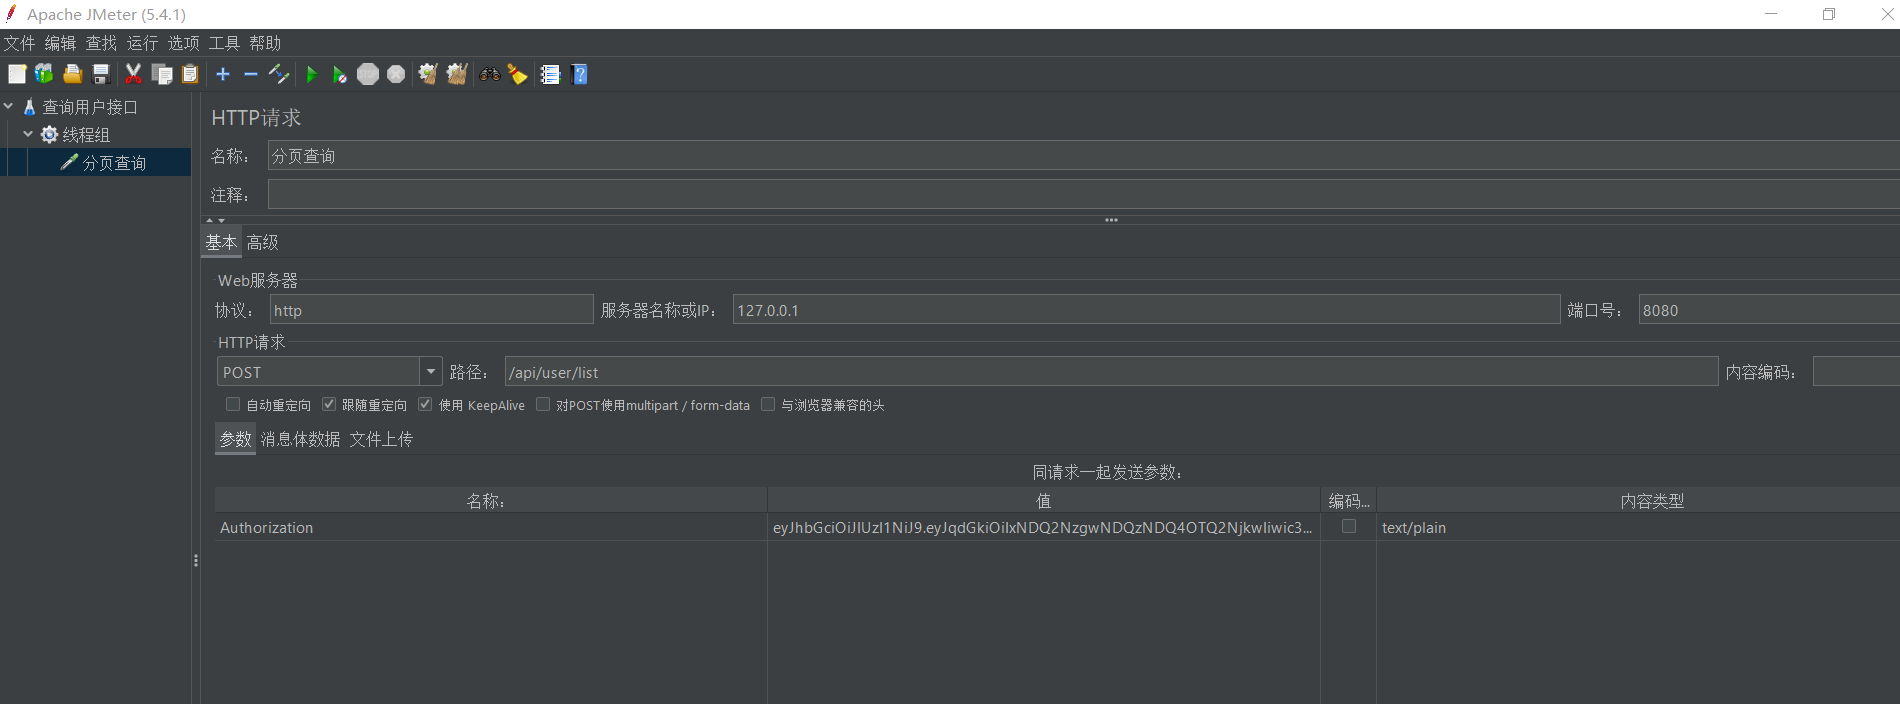 Apache JMeter (5.4.1)
文件 编辑 查找 运行 选项 工具 帮助
查询用户接口
线程组
分页查询
HTTP请求
名称： 分页查询
注释：
基本 高级
Web服务器
协议： http 服务器名称或IP： 127.0.0.1 端口号： 8080
HTTP请求
POST 路径： /api/user/list 内容编码：
自动重定向 跟随重定向 使用 KeepAlive 对POST使用multipart / form-data 与浏览器兼容的头
参数 消息体数据 文件上传
同请求一起发送参数：
名称： 值 编码... 内容类型
Authorization eyJhbGciOiJIUzI1NiJ9.eyJqdGkiOiIxNDQ2NzgwNDQzNDQ4OTQ2NjkwIiwic3... text/plain